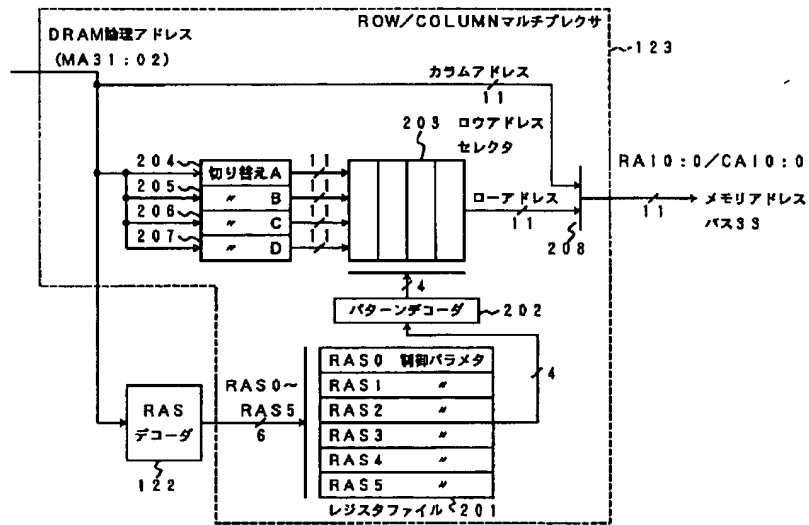 ROW/COLUMNマルチプレクサ
DRAM論理アドレス
(MA31:02)
123
カラムアドレス
11
203 ロウアドレス
セレクタ
204 切り替えA 11
205 〃 B 11
206 〃 C 11
207 〃 D 11
RA10:0/CA10:0
ローアドレス
11
208
11
メモリアドレス
バス33
4
パターンデコーダ 202
4
RAS0 制御パラメタ
RAS1 〃
RAS2 〃
RAS3 〃
RAS4 〃
RAS5 〃
RAS0~
RAS5
6
RAS
デコーダ
122
レジスタファイル 201